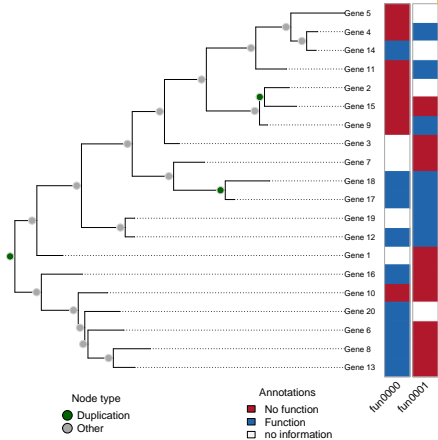 Gene 5
Gene 4
Gene 14
Gene 11
Gene 2
Gene 15
Gene 9
Gene 3
Gene 7
Gene 18
Gene 17
Gene 19
Gene 12
Gene 1
Gene 16
Gene 10
Gene 20
Gene 6
Gene 8
Gene 13
fun0000
fun0001
Node type
Duplication
Other
Annotations
No function
Function
no information